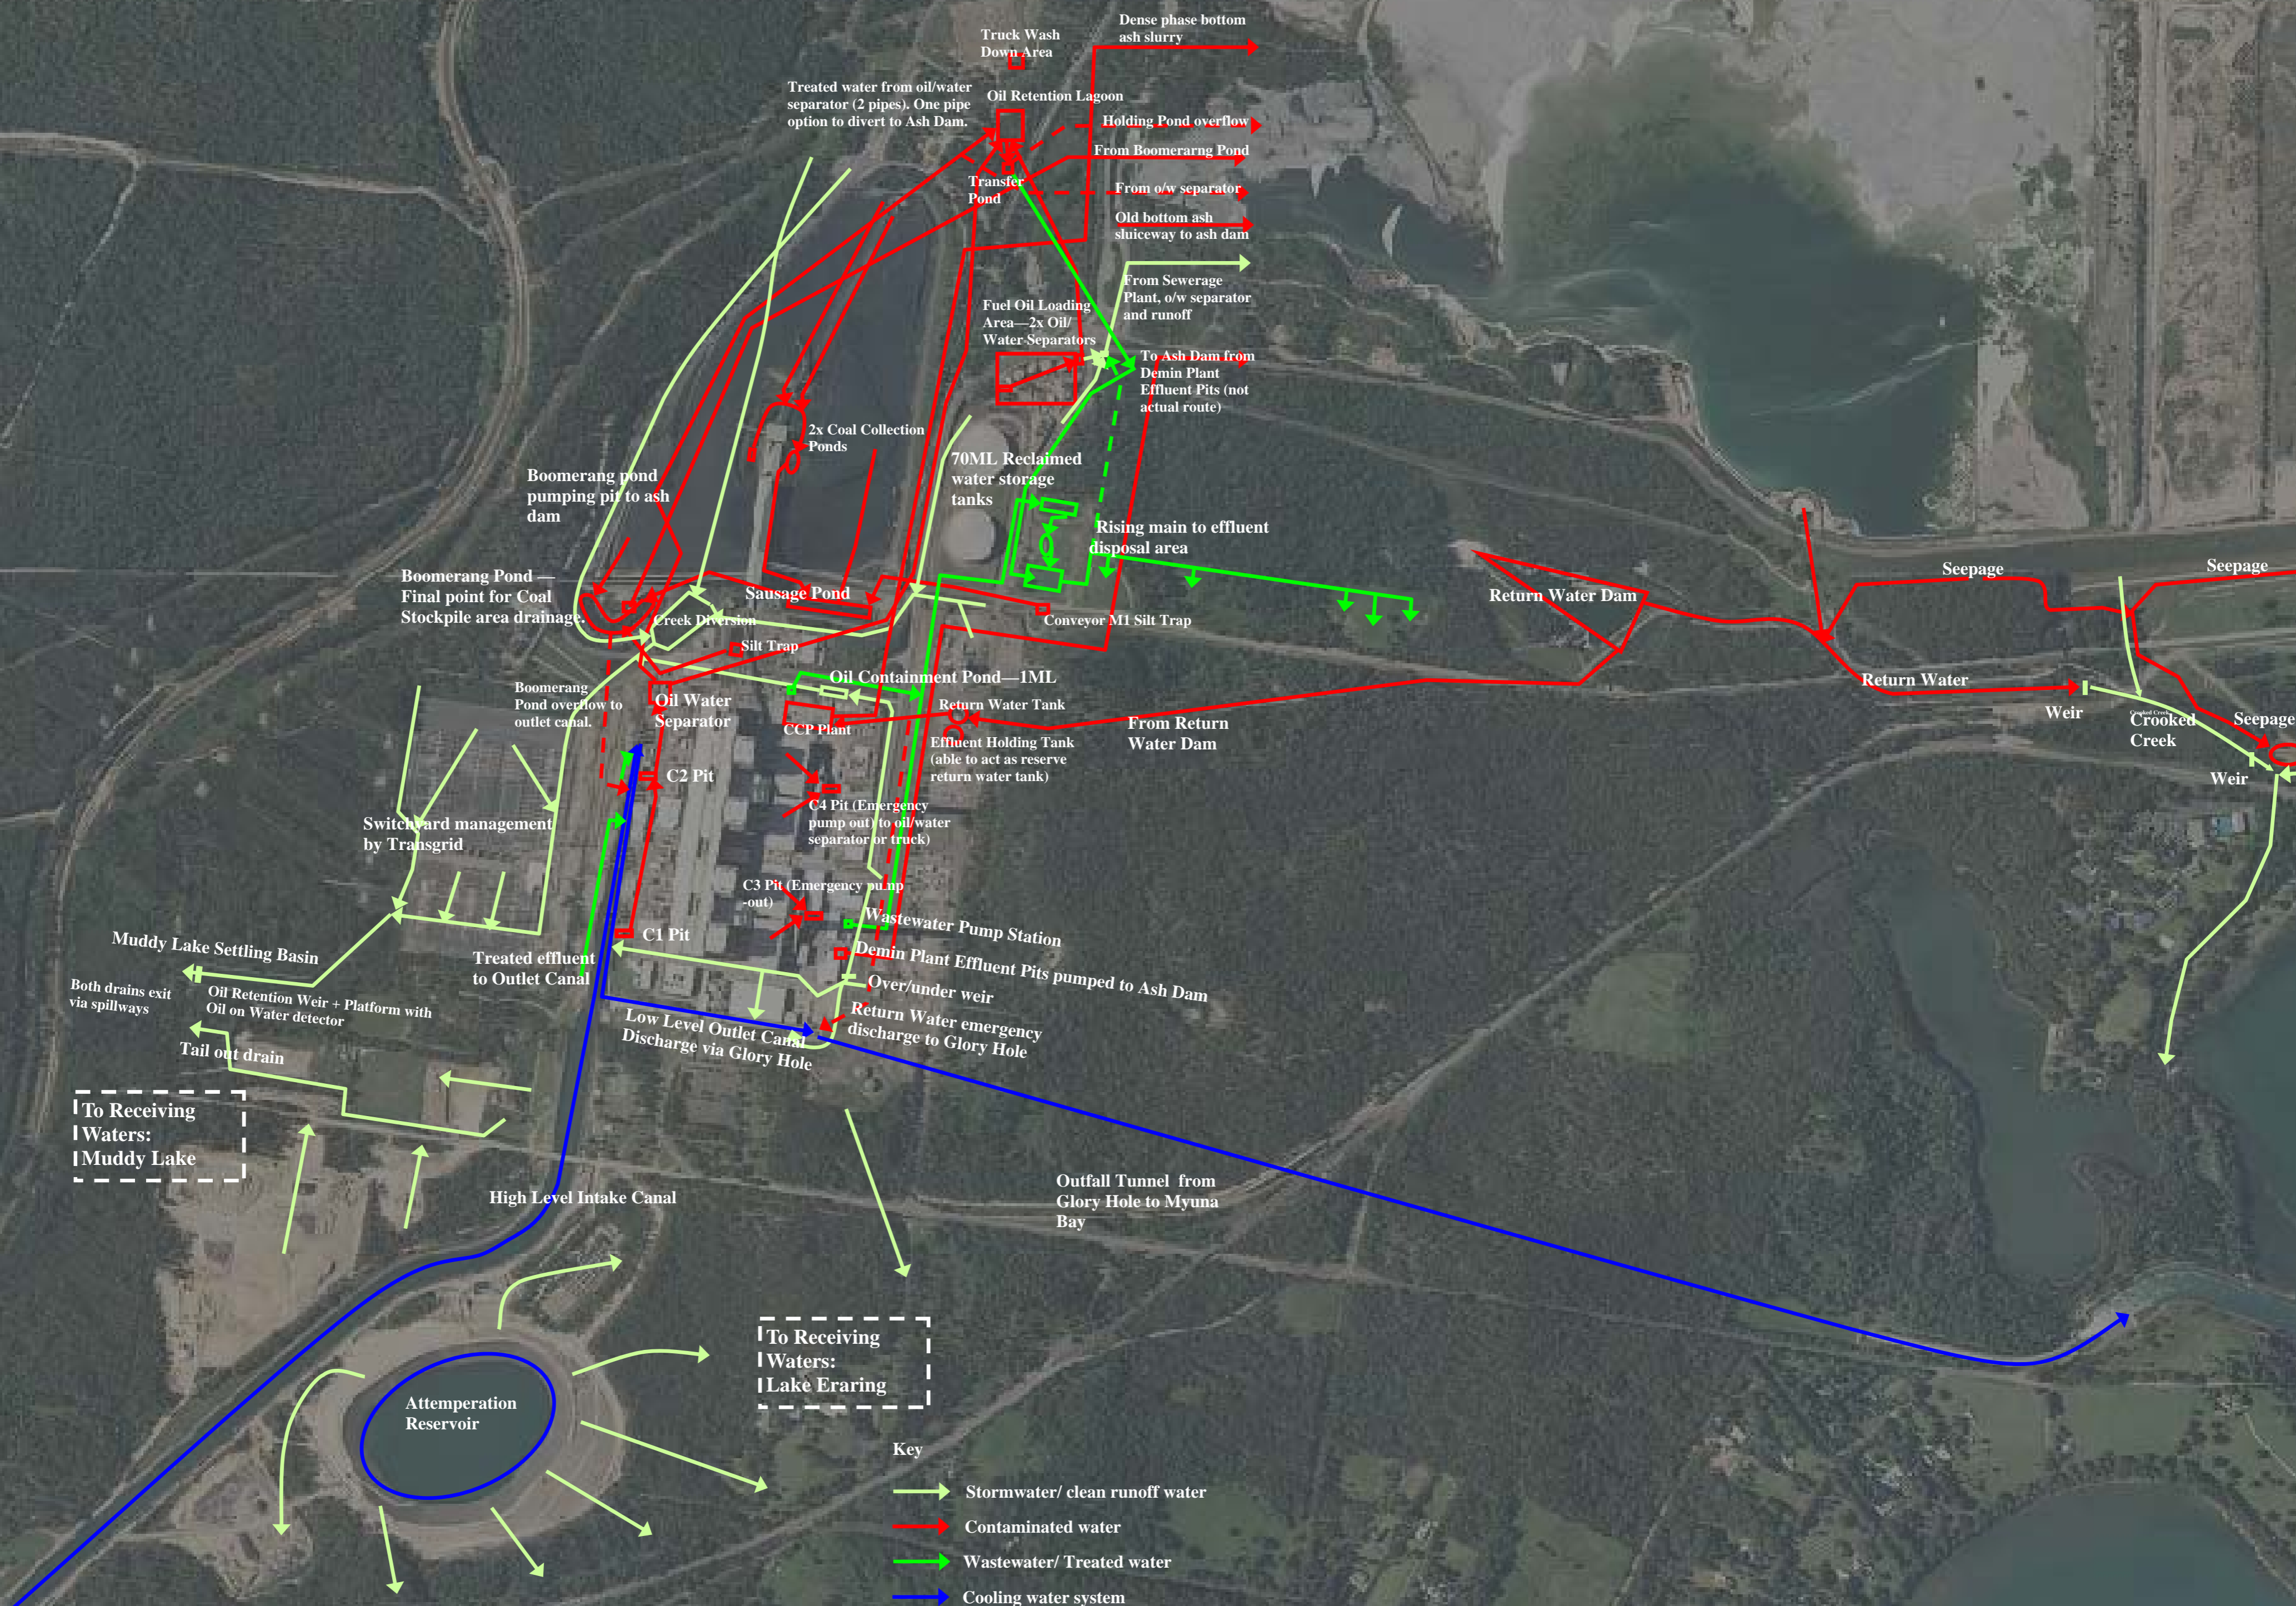 Dense phase bottom
ash slurry
Truck Wash
Down Area
Treated water from oil/water
separator (2 pipes). One pipe
option to divert to Ash Dam.
Oil Retention Lagoon
Holding Pond overflow
From Boomerarng Pond
Transfer
Pond
From o/w separator
Old bottom ash
sluiceway to ash dam
From Sewerage
Plant, o/w separator
and runoff
Fuel Oil Loading
Area—2x Oil/
Water Separators
To Ash Dam from
Demin Plant
Effluent Pits (not
actual route)
2x Coal Collection
Ponds
70ML Reclaimed
water storage
tanks
Boomerang pond
pumping pit to ash
dam
Rising main to effluent
disposal area
Boomerang Pond —
Final point for Coal
Stockpile area drainage.
Sausage Pond
Creek Diversion
Silt Trap
Conveyor M1 Silt Trap
Return Water Dam
Seepage
Seepage
Oil Containment Pond—1ML
Boomerang
Pond overflow to
outlet canal.
Oil Water
Separator
Return Water Tank
CCP Plant
Effluent Holding Tank
(able to act as reserve
return water tank)
From Return
Water Dam
Return Water
Weir
Crooked Creek
Crooked
Creek
Seepage
Weir
C2 Pit
C4 Pit (Emergency
pump out) to oil/water
separator or truck)
Switchyard management
by Transgrid
C3 Pit (Emergency pump
-out)
C1 Pit
Wastewater Pump Station
Demin Plant Effluent Pits pumped to Ash Dam
Over/under weir
Return Water emergency
discharge to Glory Hole
Muddy Lake Settling Basin
Treated effluent
to Outlet Canal
Both drains exit
via spillways
Oil Retention Weir + Platform with
Oil on Water detector
Low Level Outlet Canal
Discharge via Glory Hole
Tail out drain
To Receiving
Waters:
Muddy Lake
High Level Intake Canal
Outfall Tunnel from
Glory Hole to Myuna
Bay
To Receiving
Waters:
Lake Eraring
Attemperation
Reservoir
Key
Stormwater/ clean runoff water
Contaminated water
Wastewater/ Treated water
Cooling water system